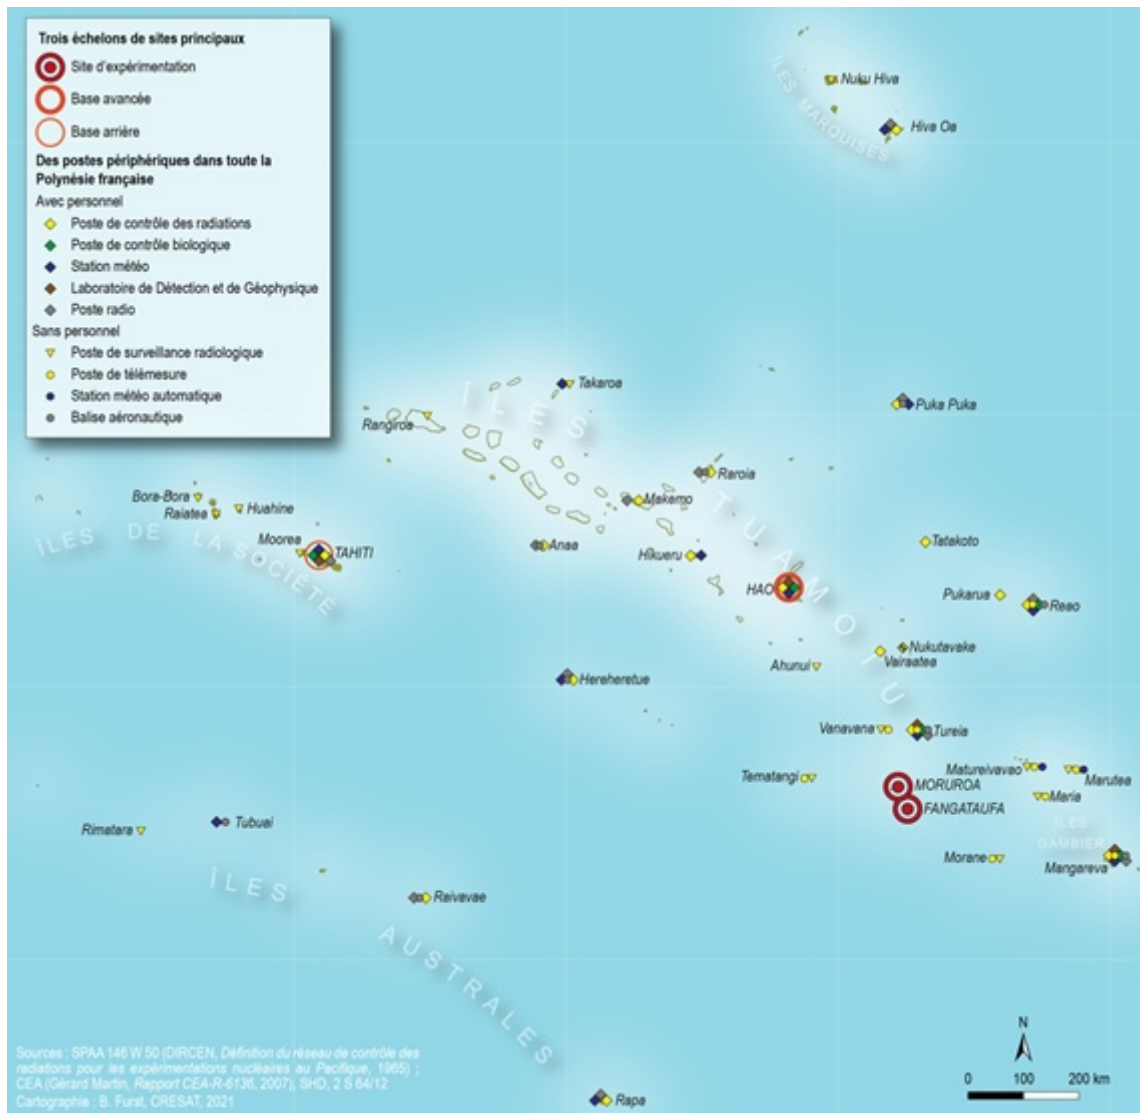 Trois échelons de sites principaux
Site d'expérimentation
Base avancée
Base arrière
Des postes périphériques dans toute la
Polynésie française
Avec personnel
Poste de contrôle des radiations
Poste de contrôle biologique
Station météo
Laboratoire de Détection et de Géophysique
Poste radio
Sans personnel
Poste de surveillance radiologique
Poste de télémesure
Station météo automatique
Balise aéronautique
Nuku Hiva
ÎLES MARQUISES
Hiva Oa
Takaroa
Puka Puka
Rangiroa
ÎLES
TUAMOTU
Raroia
Makemo
Bora-Bora
Raiatea
Huahine
Moorea
TAHITI
ÎLES DE LA SOCIÉTÉ
Anaa
Hikueru
Tatakoto
HAO
Pukarua
Reao
Nukutavake
Vairaatea
Ahunui
Hereheretue
Vanavana
Tureia
Tematangi
Matureivavao
Marutea
MORUROA
Maria
FANGATAUFA
ÎLES
GAMBIER
Morane
Mangareva
Rimatara
Tubuai
Raivavae
ÎLES
AUSTRALES
Rapa
N
0 100 200 km
Sources : SPAA 146 W 50 (DIRCEN, Définition du réseau de contrôle des
radiations pour les expérimentations nucléaires au Pacifique, 1965) ;
CEA (Gérard Martin, Rapport CEA-R-6136, 2007), SHD, 2 S 64/12
Cartographie : B. Furst, CRESAT, 2021